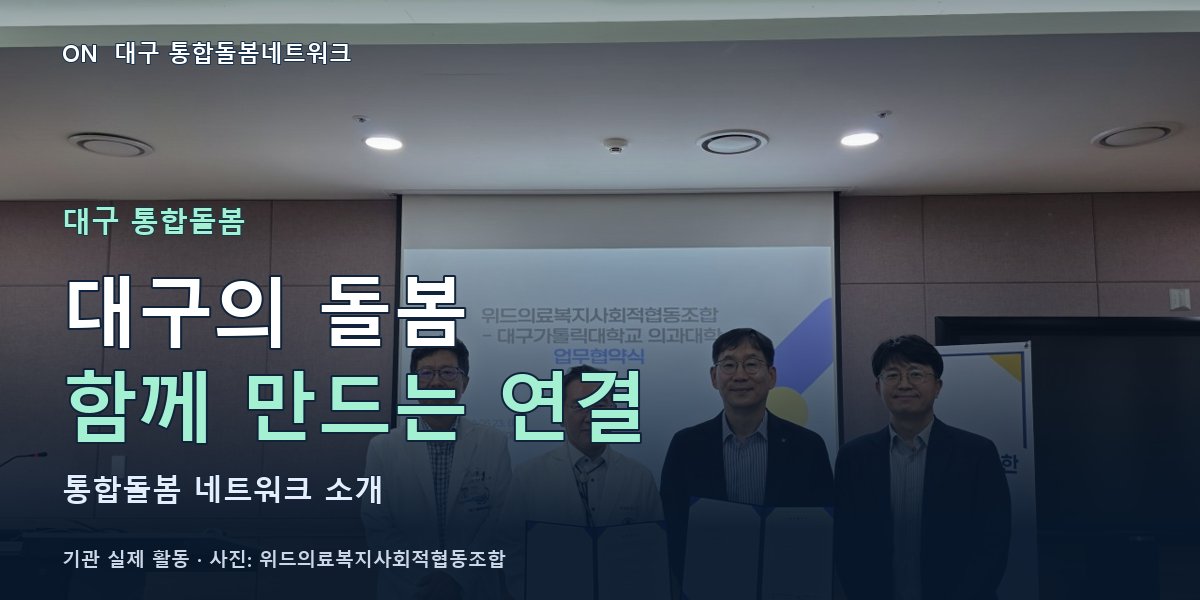 ON 대구 통합돌봄네트워크
대구 통합돌봄
대구의 돌봄
함께 만드는 연결
통합돌봄 네트워크 소개
기관 실제 활동 · 사진: 위드의료복지사회적협동조합
위드의료복지사회적협동조합
- 대구가톨릭대학교 의과대학
업무협약식
한